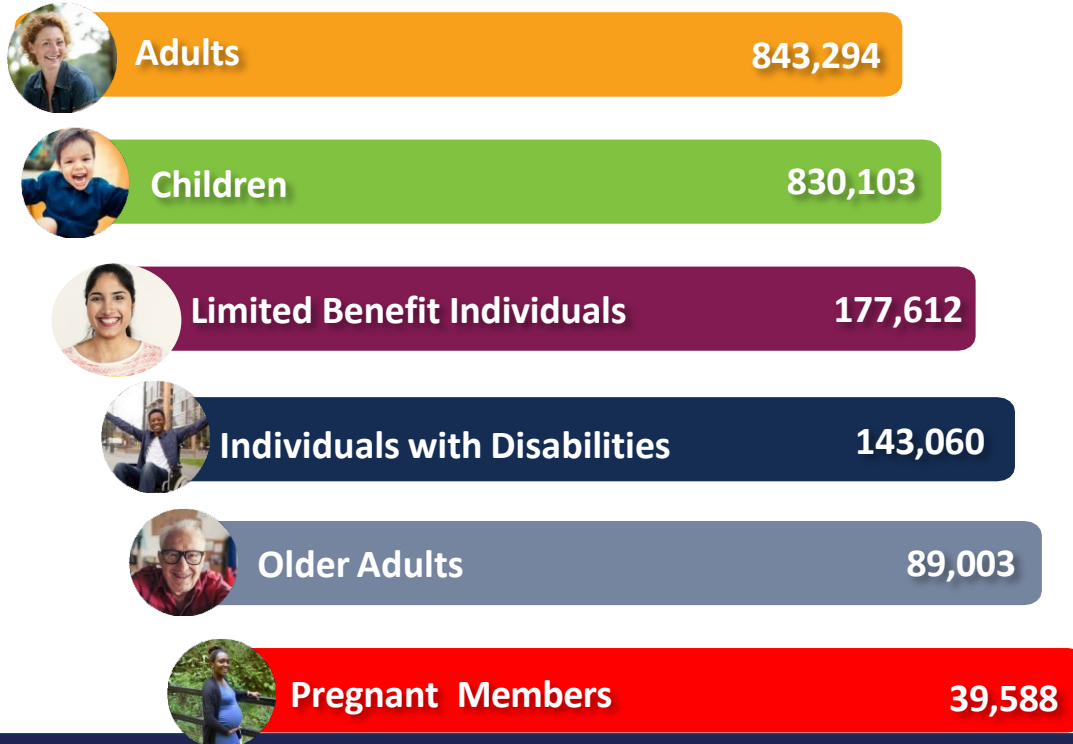 Adults 843,294
Children 830,103
Limited Benefit Individuals 177,612
Individuals with Disabilities 143,060
Older Adults 89,003
Pregnant Members 39,588